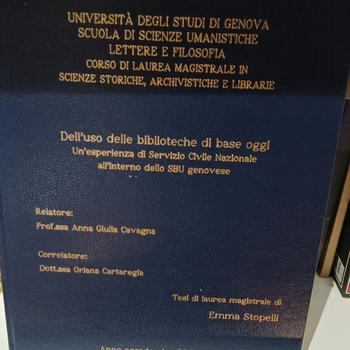 UNIVERSITÀ DEGLI STUDI DI GENOVA
SCUOLA DI SCIENZE UMANISTICHE
LETTERE E FILOSOFIA
CORSO DI LAUREA MAGISTRALE IN
SCIENZE STORICHE, ARCHIVISTICHE E LIBRARIE
Dell'uso delle biblioteche di base oggi
Un'esperienza di Servizio Civile Nazionale
all'interno dello SBU genovese
Relatore:
Prof.ssa Anna Giulia Cavagna
Correlatore:
Dott.ssa Oriana Cartaregia
Tesi di laurea magistrale di
Emma Stopelli
Anno